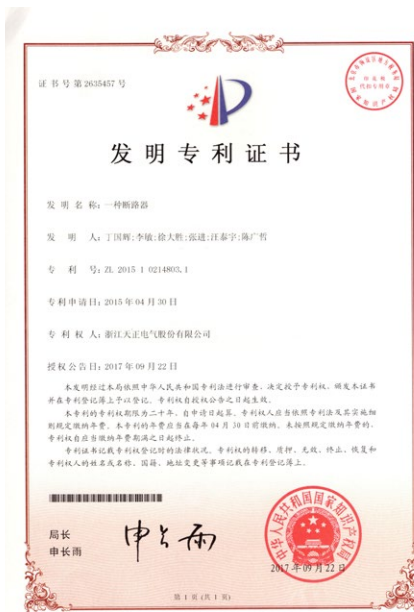 证书号第2635457号
发明专利证书
发明名称：一种断路器
发明人：丁国辉;李敏;徐大胜;张进;汪泰宇;陈广哲
专利号：ZL 2015 1 0214803.1
专利申请日：2015年04月30日
专利权人：浙江天正电气股份有限公司
授权公告日：2017年09月22日
本发明经过本局依照中华人民共和国专利法进行审查，决定授予专利权，颁发本证书
并在专利登记簿上予以登记。专利权自授权公告之日起生效。
本专利的专利权期限为二十年，自申请日起算。专利权人应当依照专利法及其实施细
则规定缴纳年费。本专利的年费应当在每年04月30日前缴纳。未按照规定缴纳年费的，
专利权自应当缴纳年费期满之日起终止。
专利证书记载专利权登记时的法律状况。专利权的转移、质押、无效、终止、恢复和
专利权人的姓名或名称、国籍、地址变更等事项记载在专利登记簿上。
局长
申长雨
申长雨
中华人民共和国国家知识产权局
2017年09月22日
第1页(共1页)